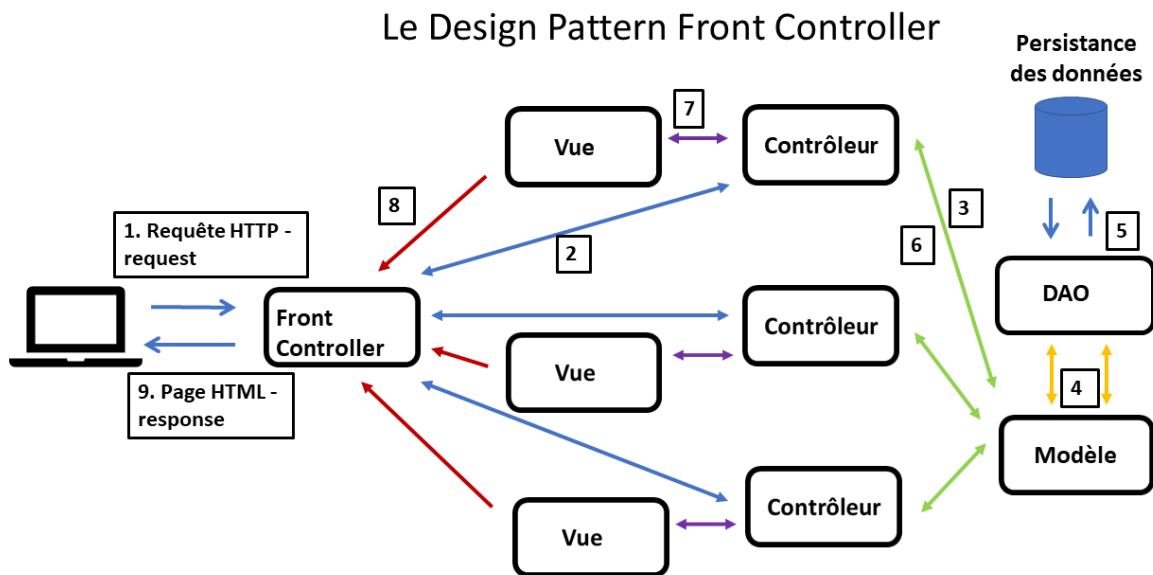 Le Design Pattern Front Controller
Persistance
des données
7
Vue
Contrôleur
8
3
1. Requête HTTP -
request
2
6
5
DAO
Front
Controller
Contrôleur
Vue
9. Page HTML -
response
4
Modèle
Contrôleur
Vue